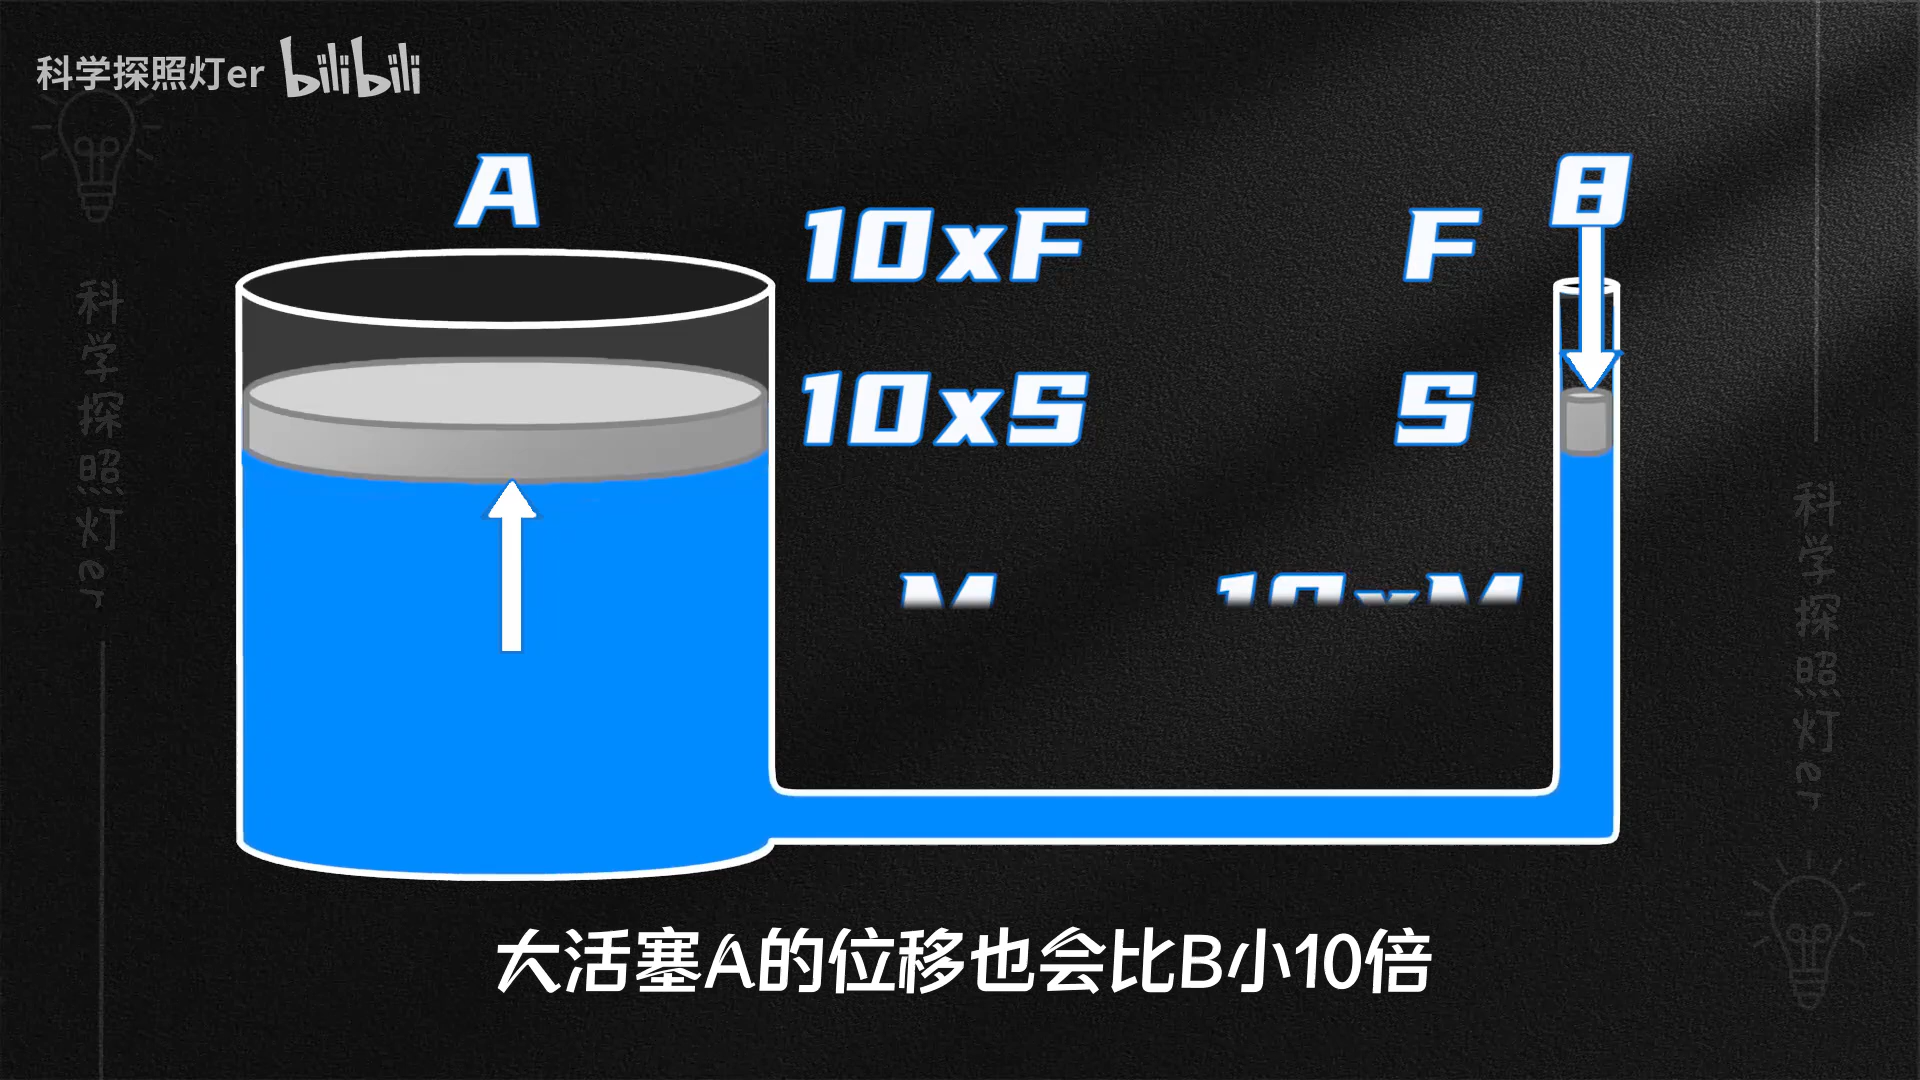 科学探照灯er bilibili
A
B
10xF
F
10xS
S
M
10xM
科学探照灯er
科学探照灯er
大活塞A的位移也会比B小10倍